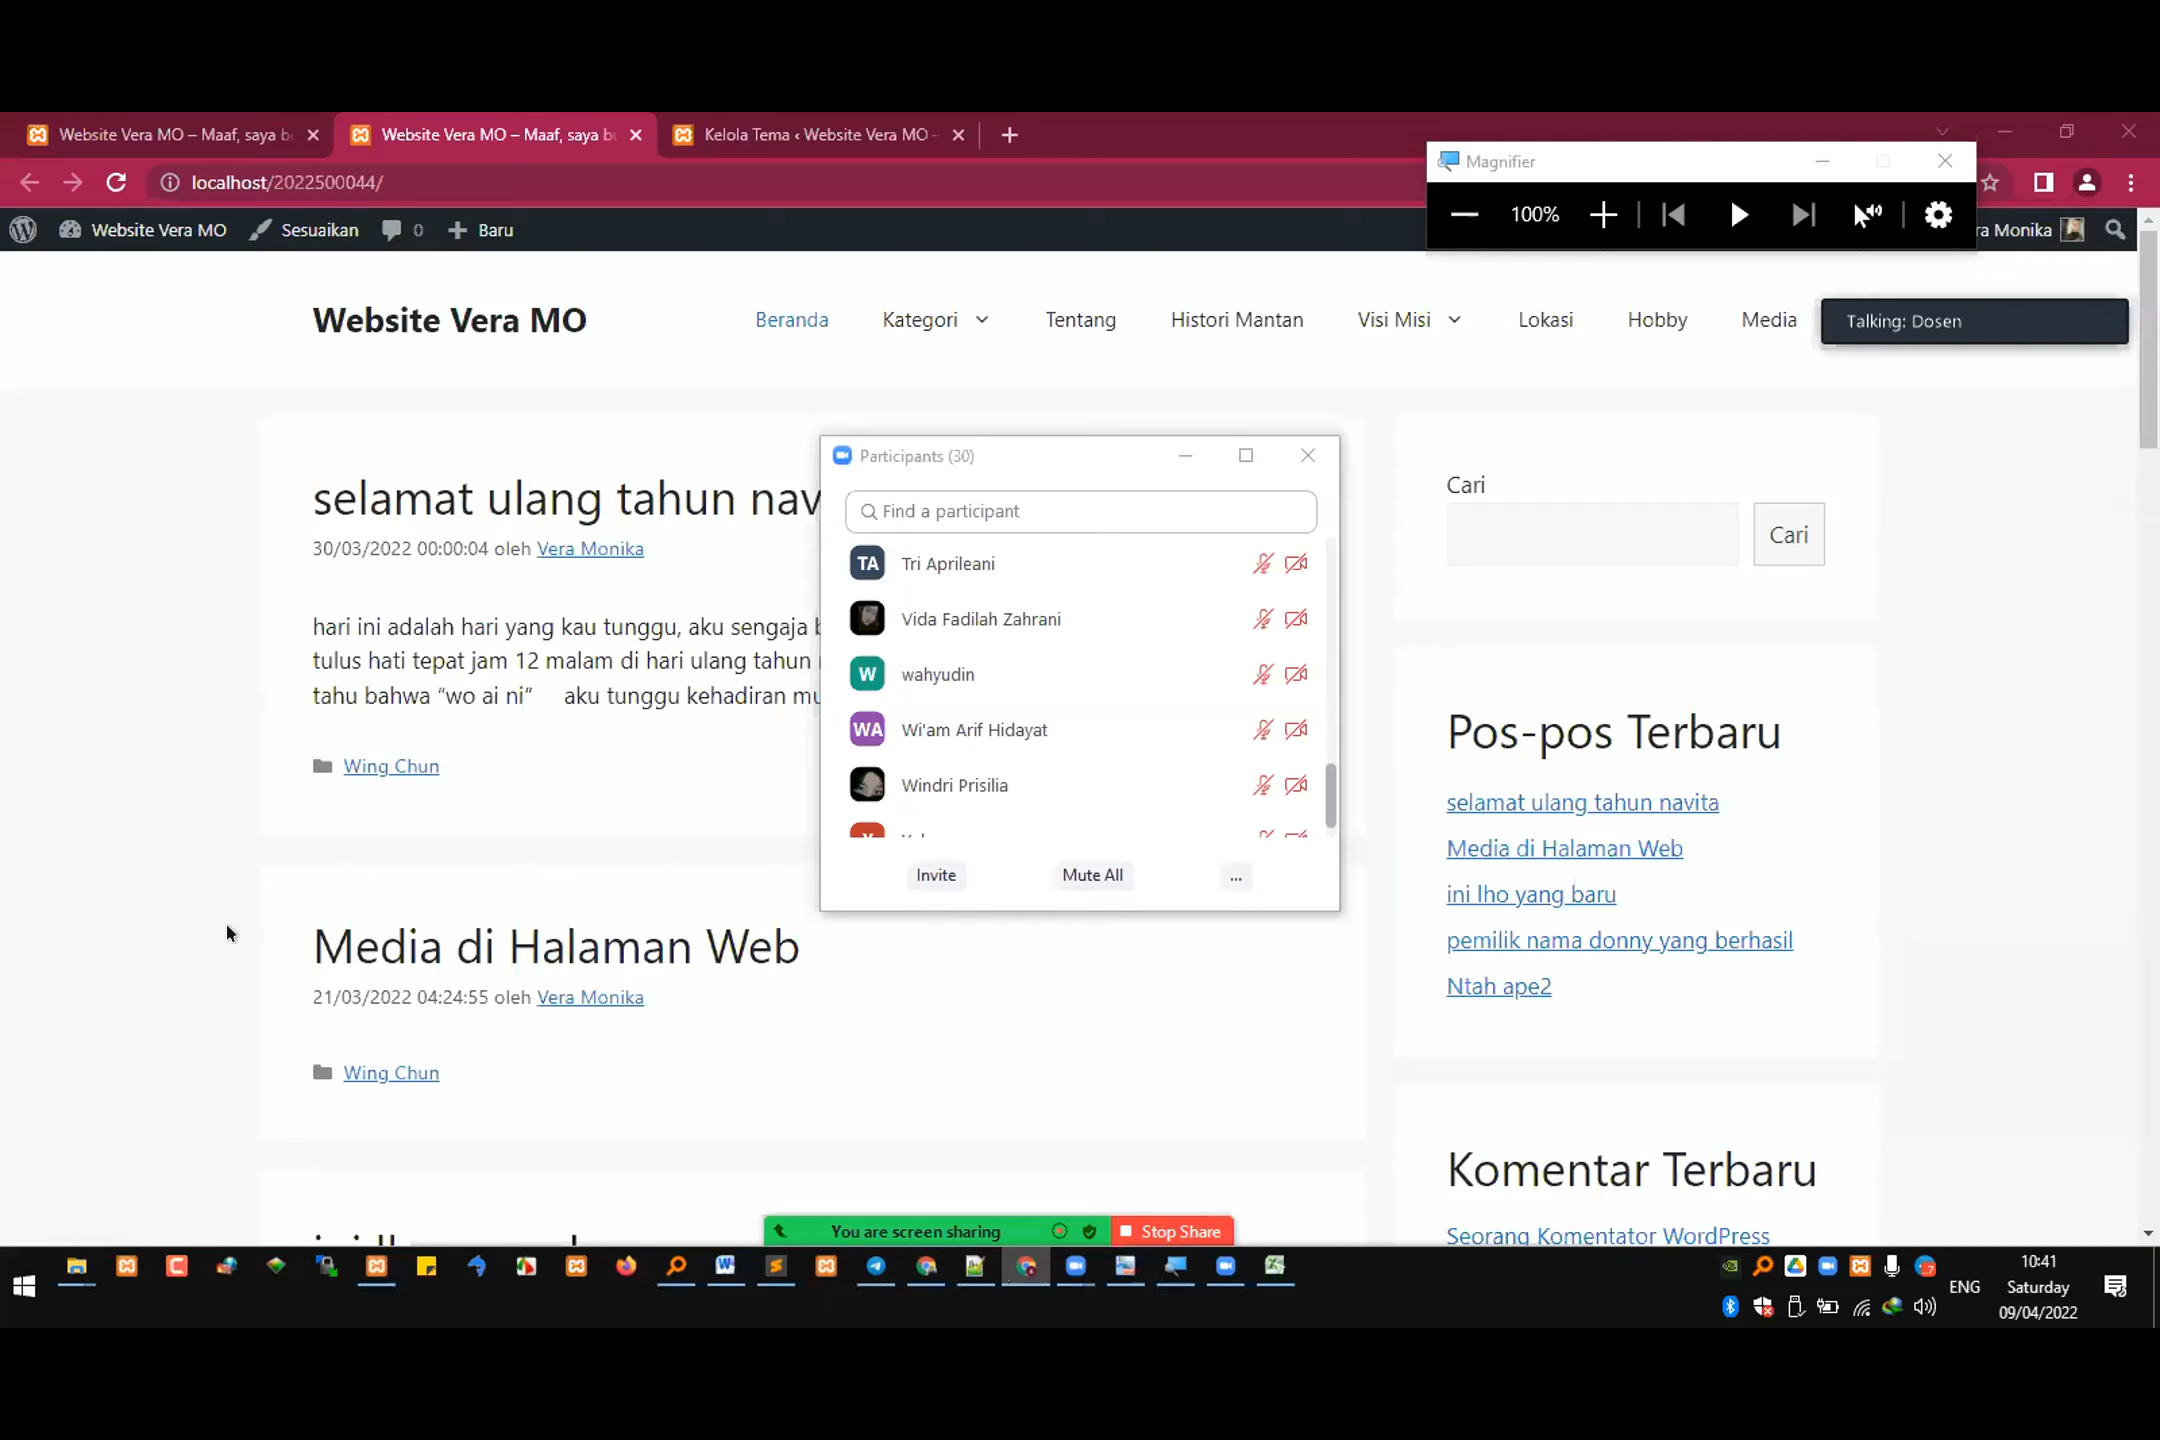 Website Vera MO – Maaf, saya b
Website Vera MO – Maaf, saya b
Kelola Tema ‹ Website Vera MO –
localhost/2022500044/
Magnifier
100%
Website Vera MO
Sesuaikan
0
Baru
Monika
Website Vera MO
Beranda
Kategori
Tentang
Histori Mantan
Visi Misi
Lokasi
Hobby
Media
Talking: Dosen
selamat ulang tahun nav
30/03/2022 00:00:04 oleh Vera Monika
hari ini adalah hari yang kau tunggu, aku sengaja b
tulus hati tepat jam 12 malam di hari ulang tahun
tahu bahwa “wo ai ni” aku tunggu kehadiran mu
Wing Chun
Participants (30)
Find a participant
TA Tri Aprileani
Vida Fadilah Zahrani
W wahyudin
WA Wi'am Arif Hidayat
Windri Prisilia
Invite
Mute All
...
Media di Halaman Web
21/03/2022 04:24:55 oleh Vera Monika
Wing Chun
Cari
Cari
Pos-pos Terbaru
selamat ulang tahun navita
Media di Halaman Web
ini lho yang baru
pemilik nama donny yang berhasil
Ntah ape2
Komentar Terbaru
Seorang Komentator WordPress
You are screen sharing
Stop Share
ENG
10:41
Saturday
09/04/2022